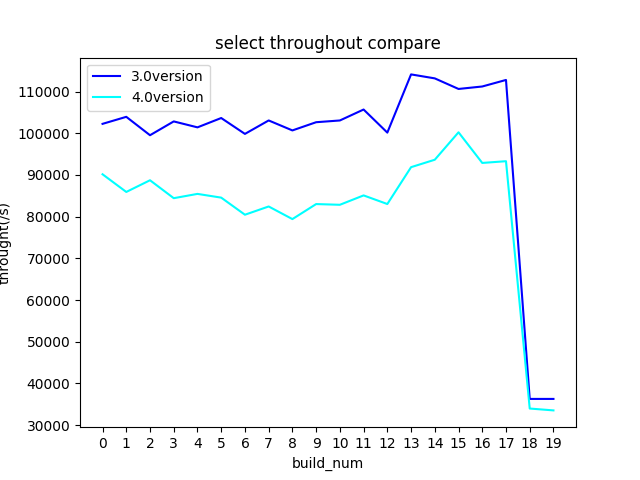 select throughout compare
3.0version
4.0version
110000
100000
90000
80000
70000
60000
50000
40000
30000
throught(/s)
0 1 2 3 4 5 6 7 8 9 10 11 12 13 14 15 16 17 18 19
build_num